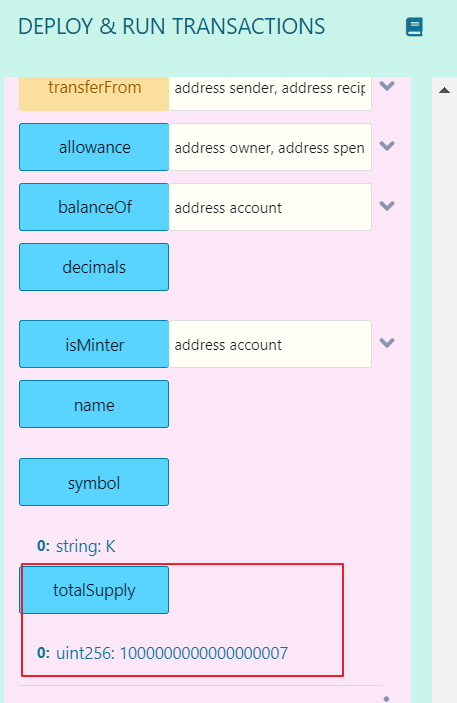 DEPLOY & RUN TRANSACTIONS
transferFrom address sender, address recip
allowance address owner, address spen
balanceOf address account
decimals
isMinter address account
name
symbol
0: string: K
totalSupply
0: uint256: 1000000000000000007